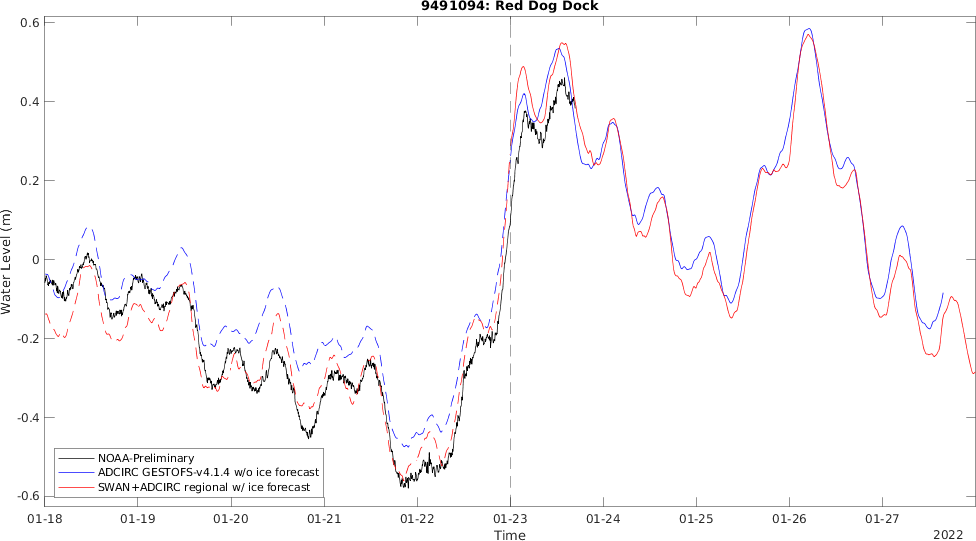 9491094: Red Dog Dock
0.6
0.4
0.2
0
-0.2
-0.4
-0.6
Water Level (m)
NOAA-Preliminary
ADCIRC GESTOFS-v4.1.4 w/o ice forecast
SWAN+ADCIRC regional w/ ice forecast
01-18 01-19 01-20 01-21 01-22 01-23 01-24 01-25 01-26 01-27
Time
2022